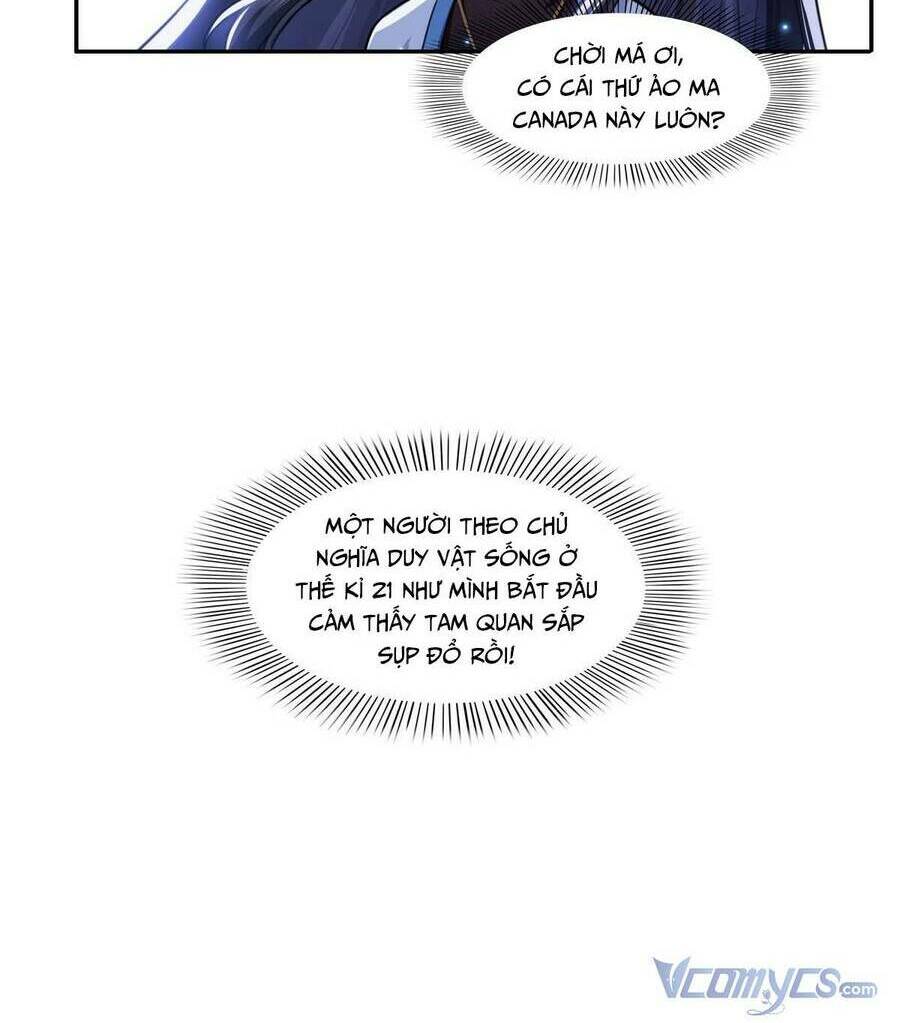 CHỜI MÁ ƠI,
CÓ CÁI THỨ ẢO MA
CANADA NÀY LUÔN?
MỘT NGƯỜI THEO CHỦ
NGHĨA DUY VẬT SỐNG Ở
THẾ KỈ 21 NHƯ MÌNH BẮT ĐẦU
CẢM THẤY TAM QUAN SẮP
SỤP ĐỔ RỒI!
VCOMYCS.com